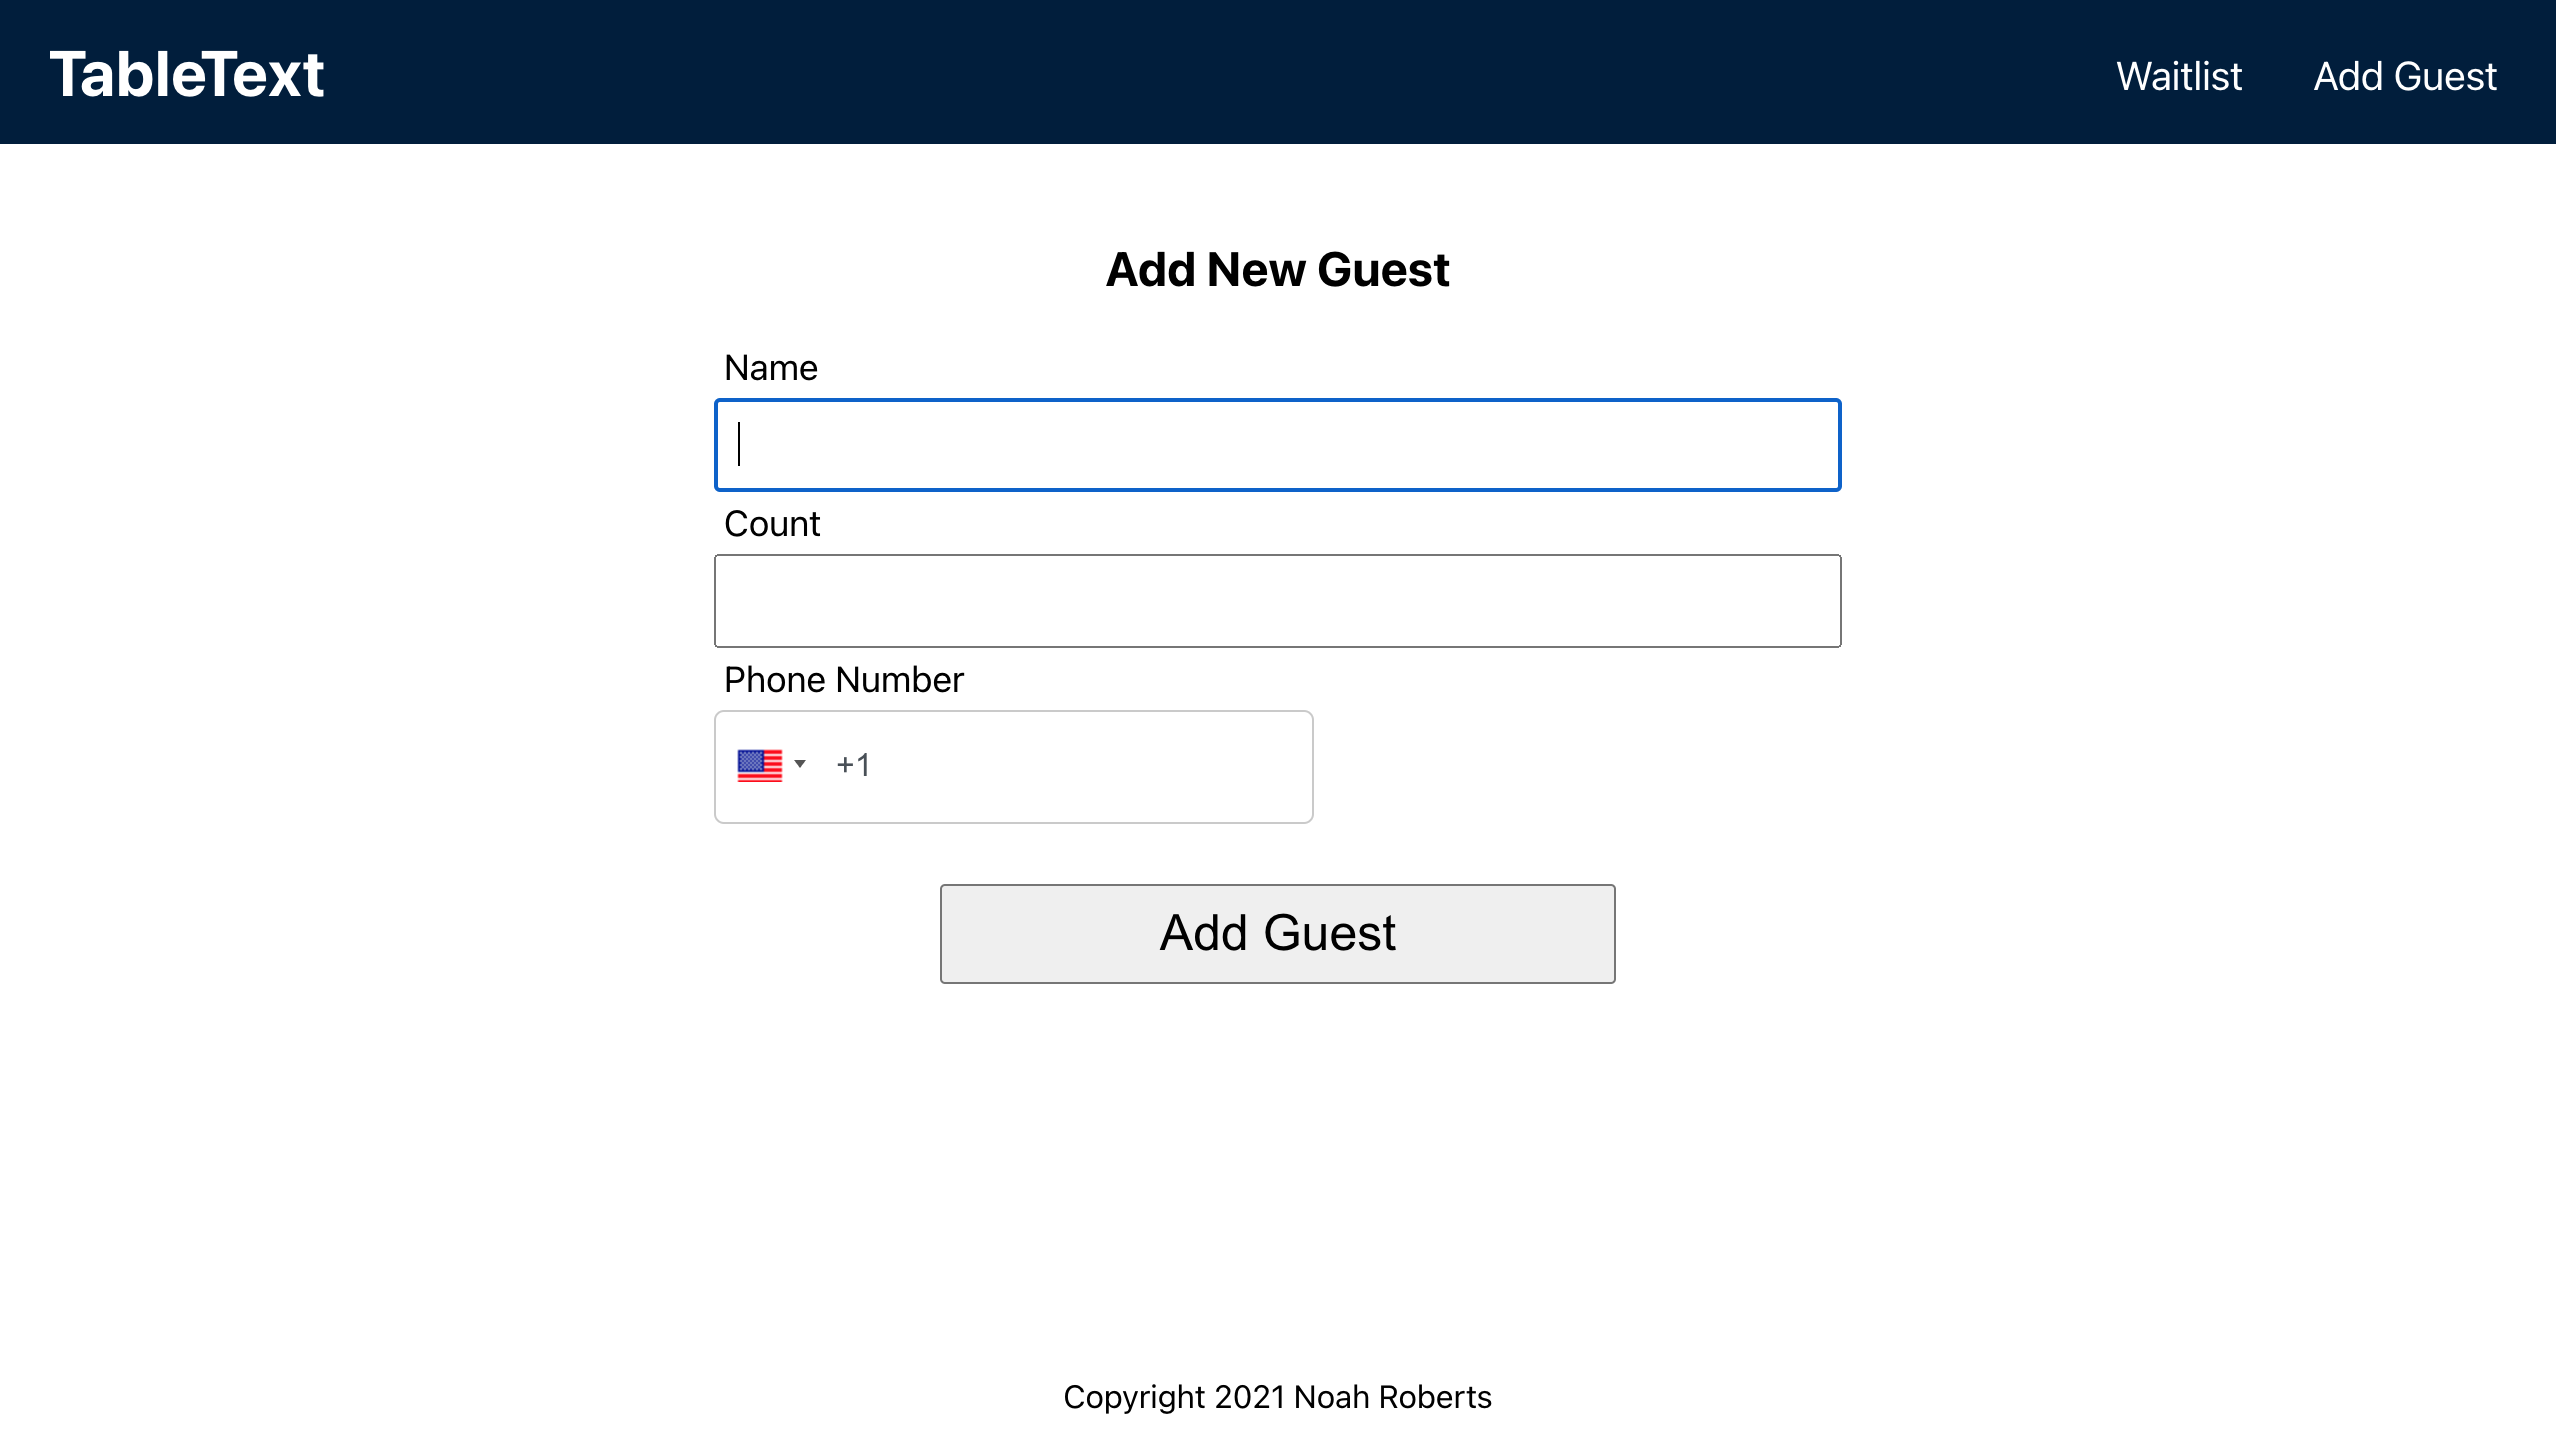 TableText
Waitlist Add Guest
Add New Guest
Name
Count
Phone Number
+1
Add Guest
Copyright 2021 Noah Roberts